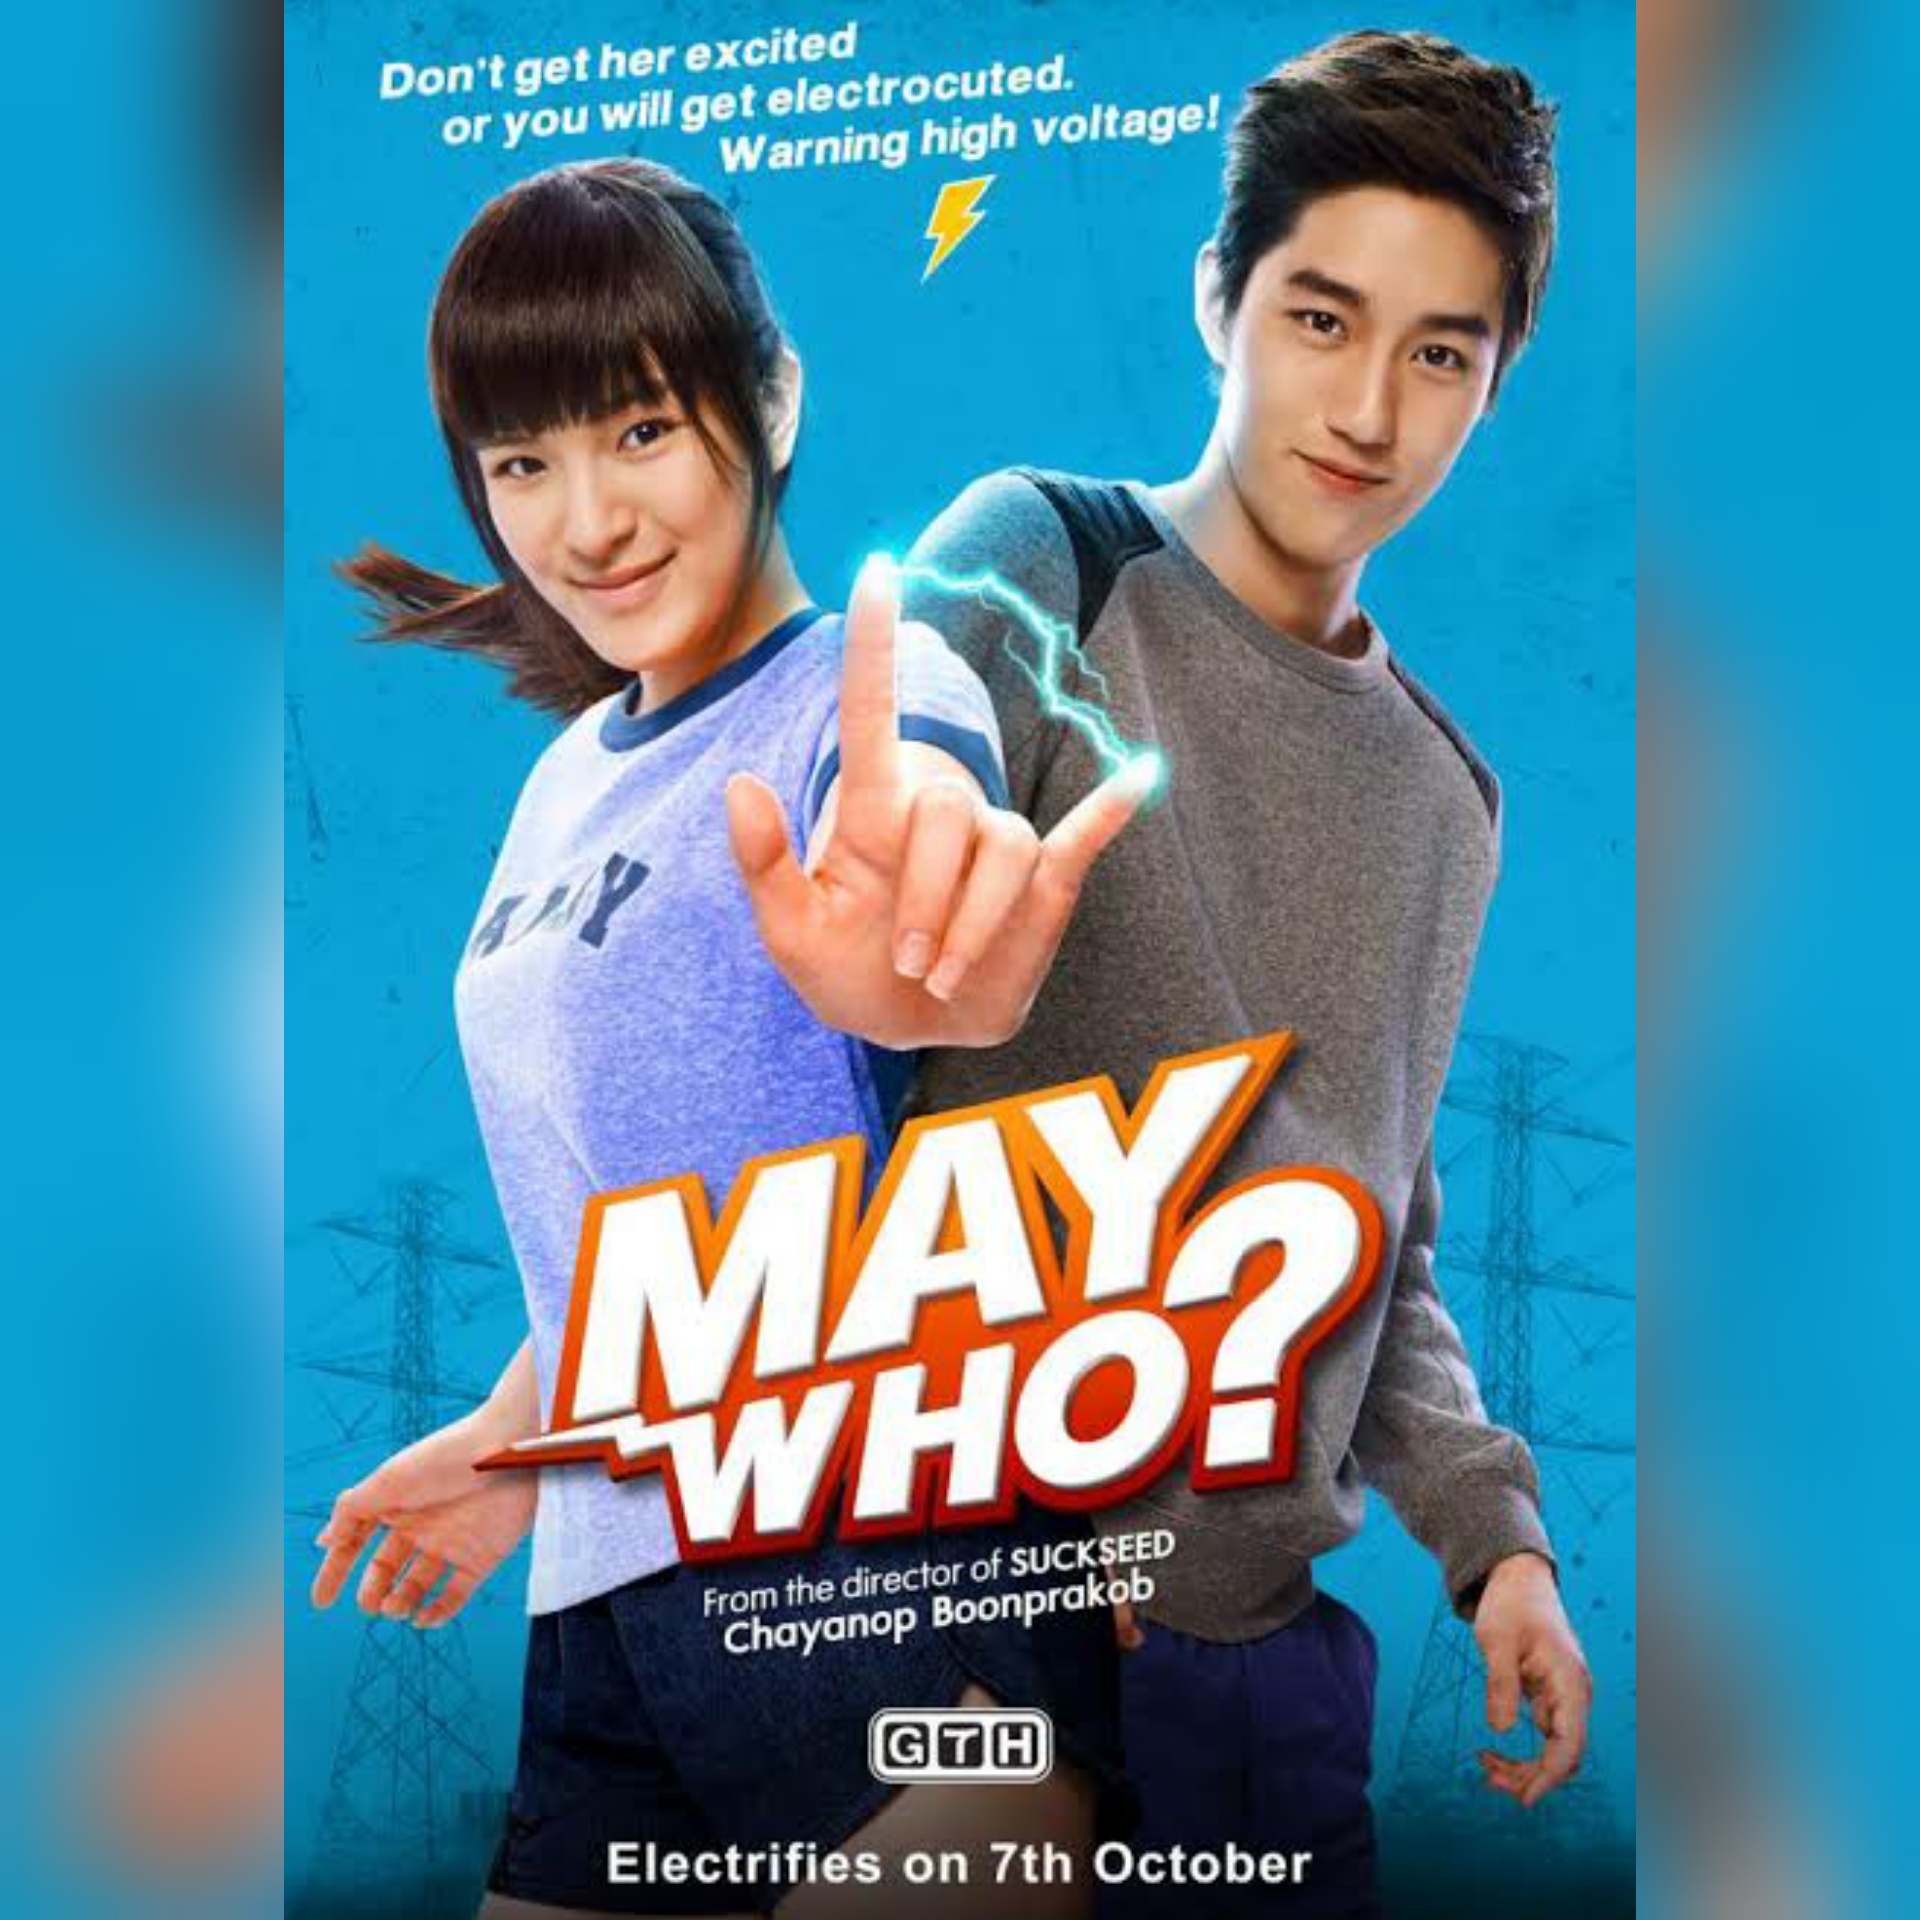 Don't get her excited
or you will get electrocuted.
Warning high voltage!
MAY
WHO?
From the director of SUCKSEED
Chayanop Boonprakob
GTH
Electrifies on 7th October